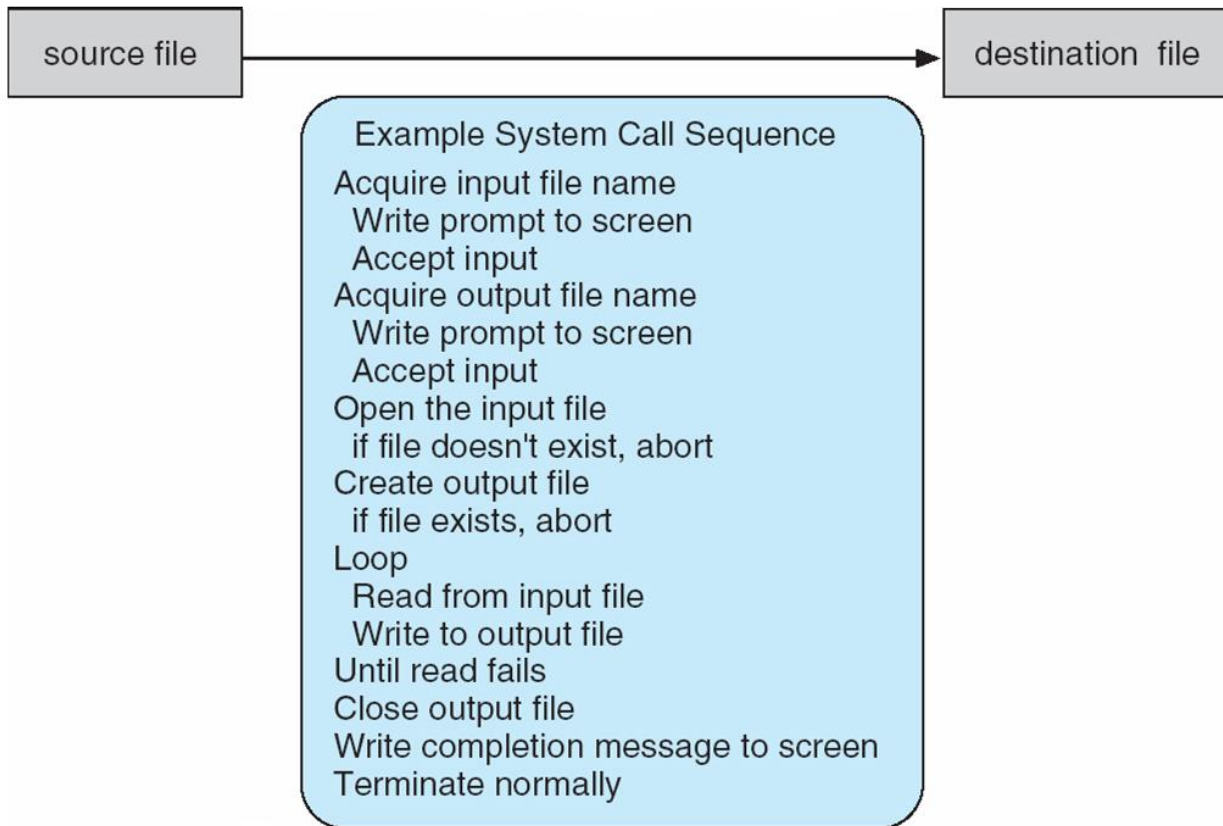 source file
destination file
Example System Call Sequence
Acquire input file name
Write prompt to screen
Accept input
Acquire output file name
Write prompt to screen
Accept input
Open the input file
if file doesn't exist, abort
Create output file
if file exists, abort
Loop
Read from input file
Write to output file
Until read fails
Close output file
Write completion message to screen
Terminate normally